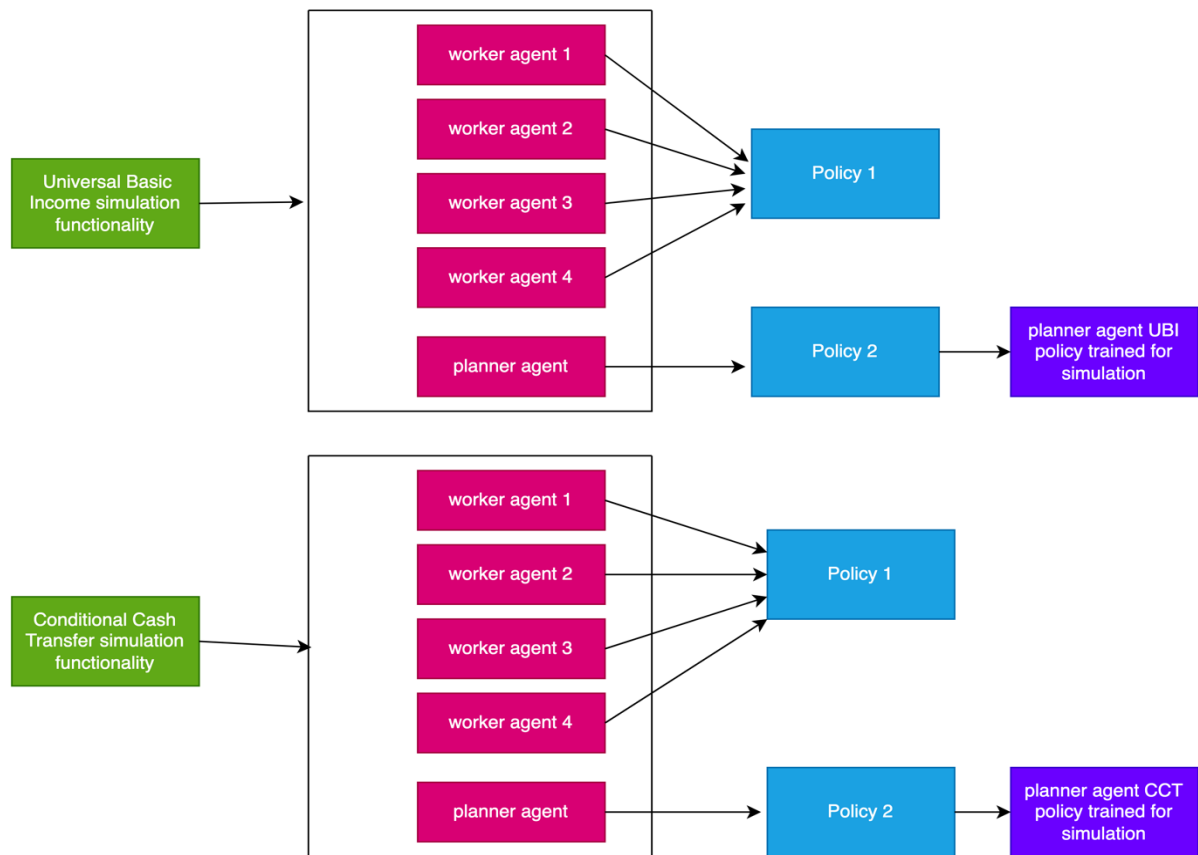 worker agent 1
worker agent 2
Universal Basic
Income simulation
functionality
worker agent 3
Policy 1
worker agent 4
planner agent
Policy 2
planner agent UBI
policy trained for
simulation
worker agent 1
worker agent 2
Policy 1
Conditional Cash
Transfer simulation
functionality
worker agent 3
worker agent 4
planner agent
Policy 2
planner agent CCT
policy trained for
simulation